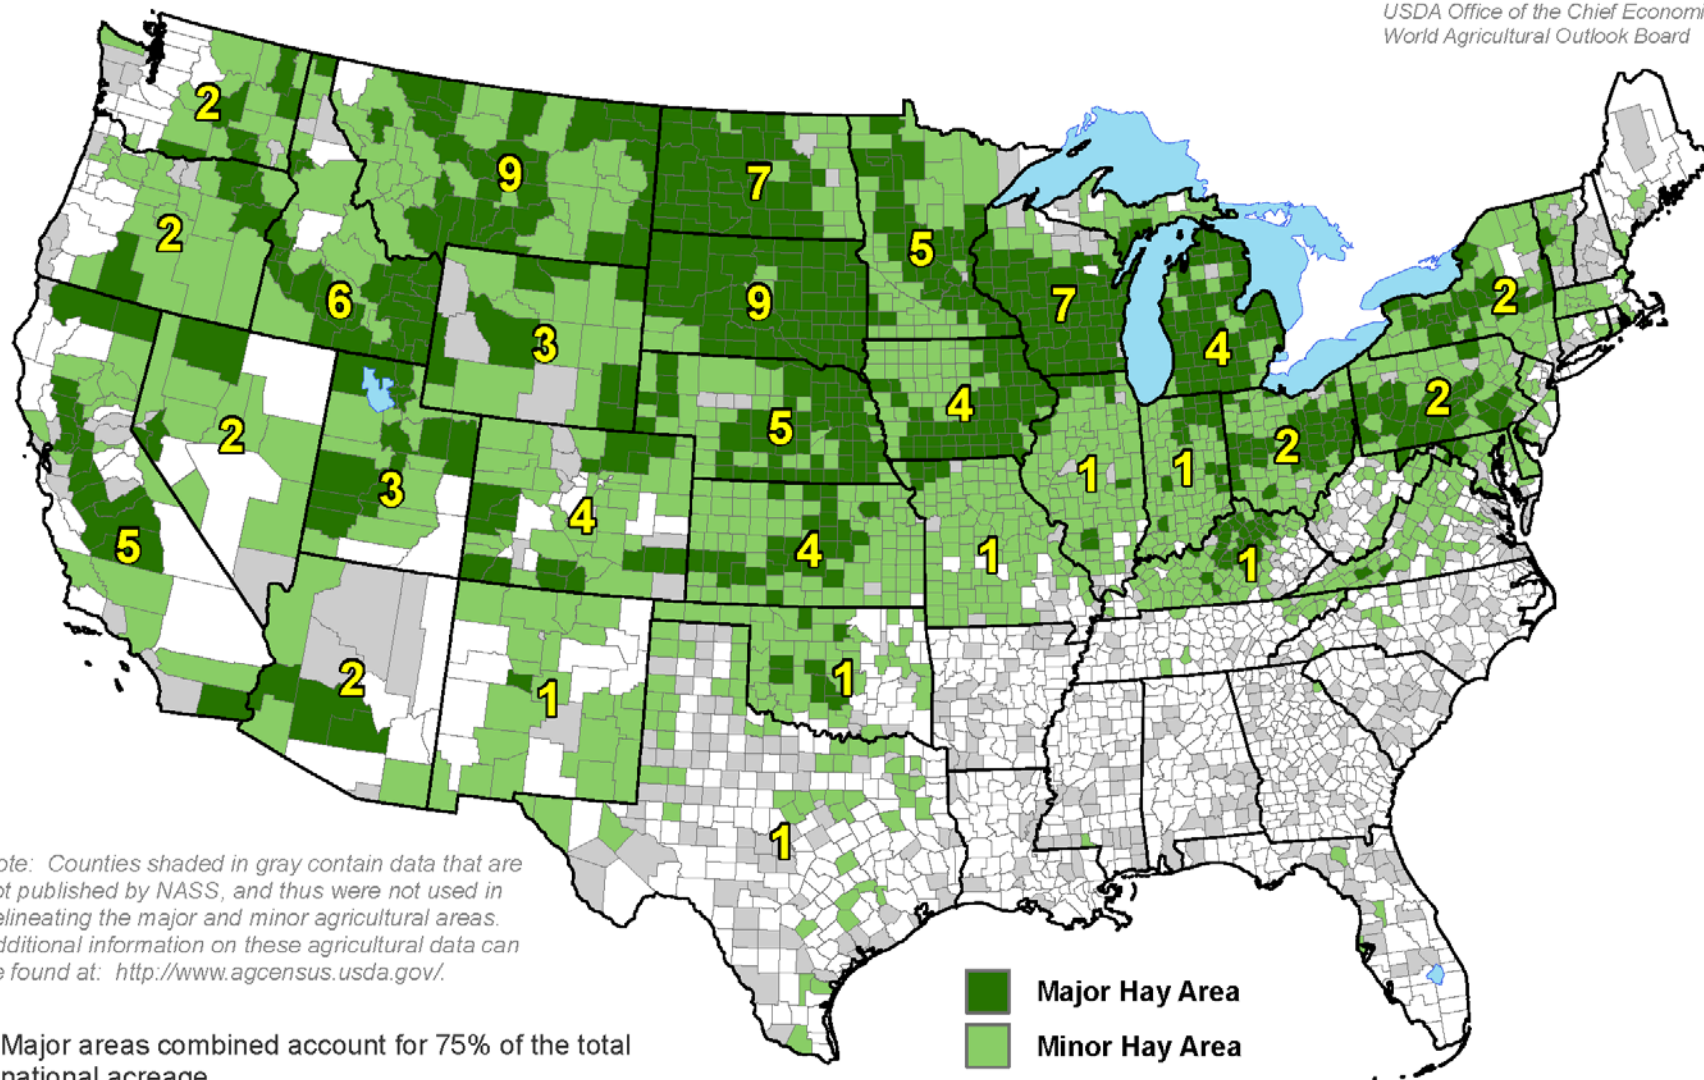 USDA Office of the Chief Economi
World Agricultural Outlook Board
2
9
7
2
5
6
9
7
2
3
4
2
5
4
2
2
3
1
1
2
4
5
4
1
1
2
1
1
1
ote: Counties shaded in gray contain data that are
ot published by NASS, and thus were not used in
elineating the major and minor agricultural areas.
dditional information on these agricultural data can
e found at: http://www.agcensus.usda.gov/.
Major Hay Area
Minor Hay Area
Major areas combined account for 75% of the total
national acreage